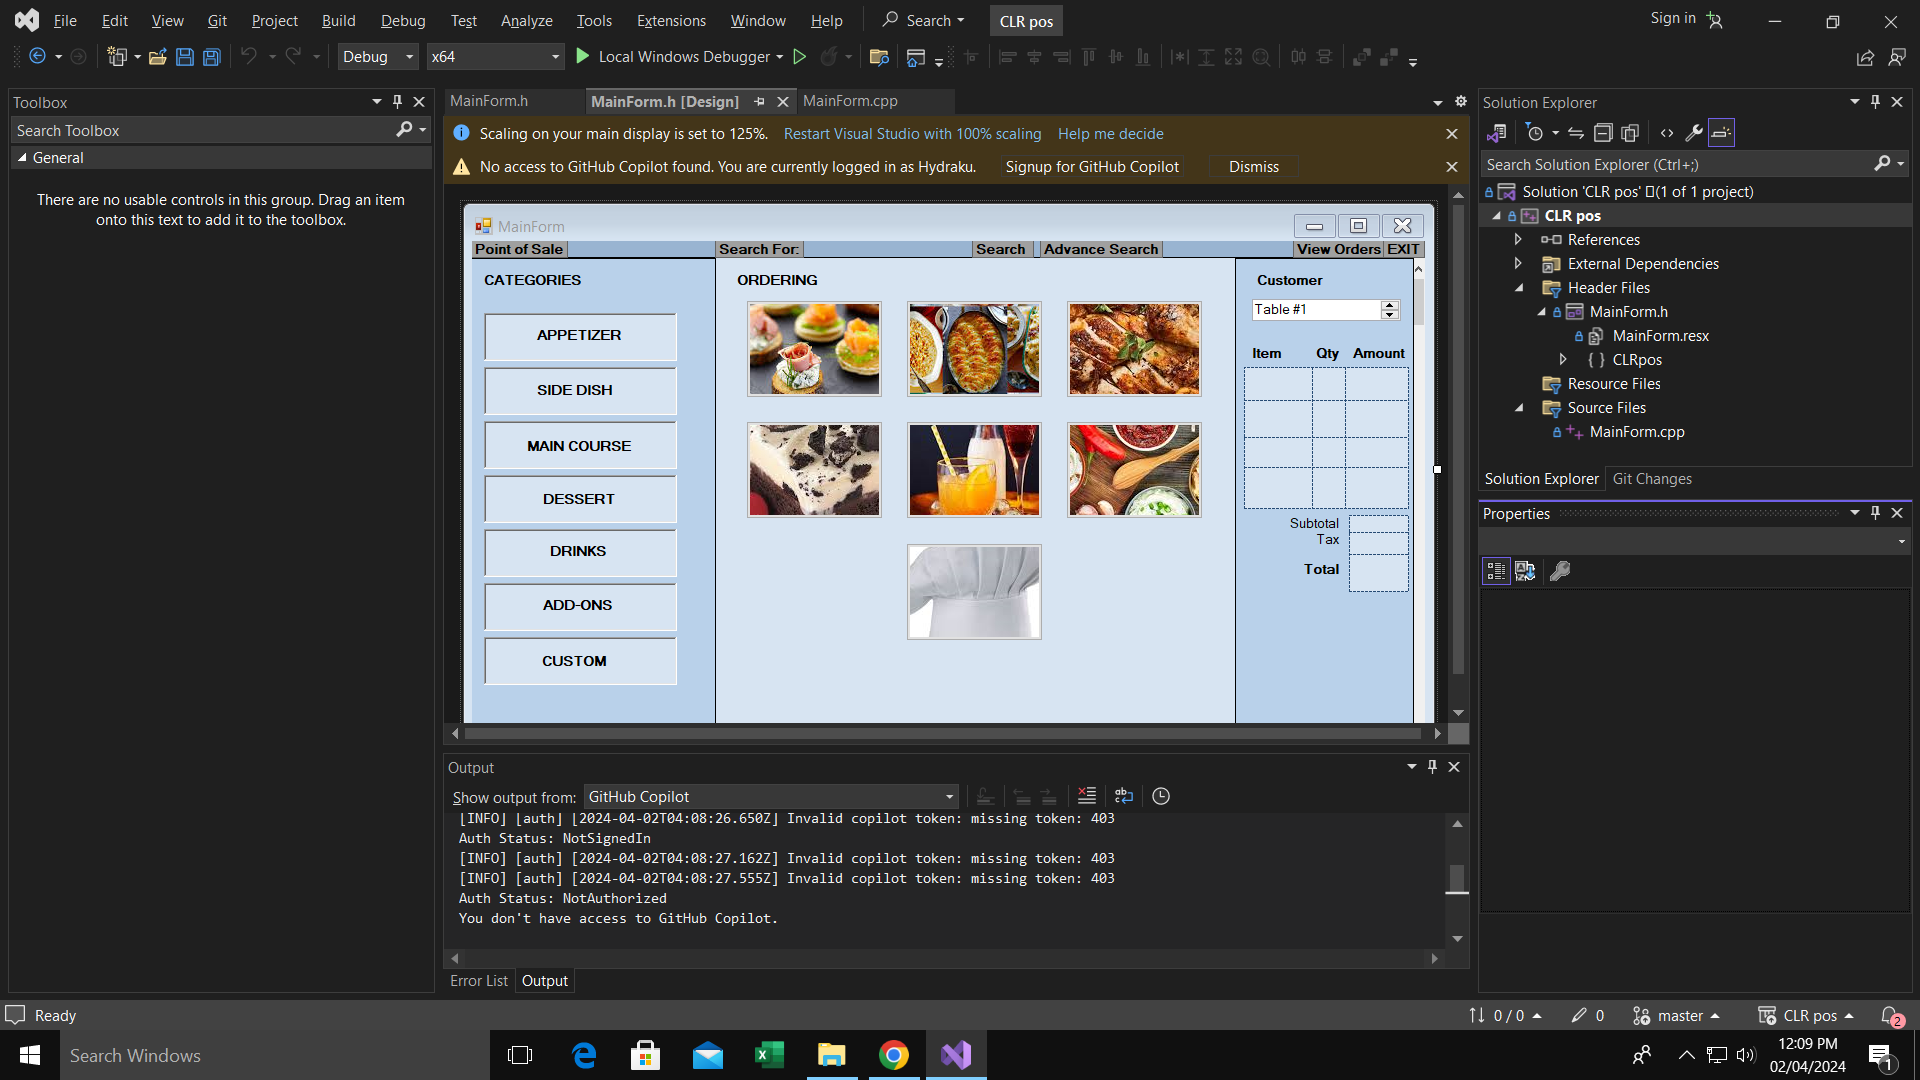 File Edit View Git Project Build Debug Test Analyze Tools Extensions Window Help Search CLR pos Sign in
Debug x64 Local Windows Debugger
Toolbox
Search Toolbox
General
There are no usable controls in this group. Drag an item
onto this text to add it to the toolbox.
MainForm.h MainForm.h [Design] MainForm.cpp
Scaling on your main display is set to 125%. Restart Visual Studio with 100% scaling Help me decide
No access to GitHub Copilot found. You are currently logged in as Hydraku. Signup for GitHub Copilot Dismiss
MainForm
Point of Sale Search For: Search Advance Search View Orders EXIT
CATEGORIES
APPETIZER
SIDE DISH
MAIN COURSE
DESSERT
DRINKS
ADD-ONS
CUSTOM
ORDERING
Customer
Table #1
Item Qty Amount
Subtotal
Tax
Total
Output
Show output from: GitHub Copilot
[INFO] [auth] [2024-04-02T04:08:26.650Z] Invalid copilot token: missing token: 403
Auth Status: NotSignedIn
[INFO] [auth] [2024-04-02T04:08:27.162Z] Invalid copilot token: missing token: 403
[INFO] [auth] [2024-04-02T04:08:27.555Z] Invalid copilot token: missing token: 403
Auth Status: NotAuthorized
You don't have access to GitHub Copilot.
Error List Output
Solution Explorer
Search Solution Explorer (Ctrl+;)
Solution 'CLR pos' (1 of 1 project)
CLR pos
References
External Dependencies
Header Files
MainForm.h
MainForm.resx
CLRpos
Resource Files
Source Files
MainForm.cpp
Solution Explorer Git Changes
Properties
Ready 0 / 0 0 master CLR pos 2
Search Windows
12:09 PM
02/04/2024
1